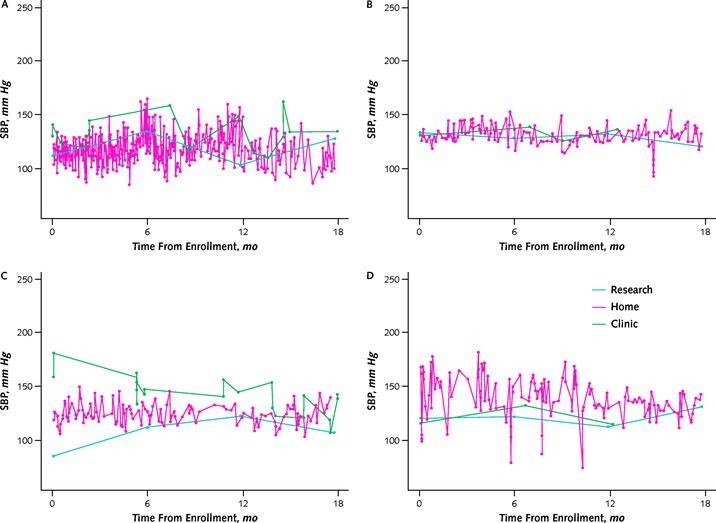 A
250
200
150
100
SBP, mm Hg
0 6 12 18
Time From Enrollment, mo
B
250
200
150
100
SBP, mm Hg
0 6 12 18
Time From Enrollment, mo
C
250
200
150
100
SBP, mm Hg
0 6 12 18
Time From Enrollment, mo
D
250
200
150
100
SBP, mm Hg
Research
Home
Clinic
0 6 12 18
Time From Enrollment, mo